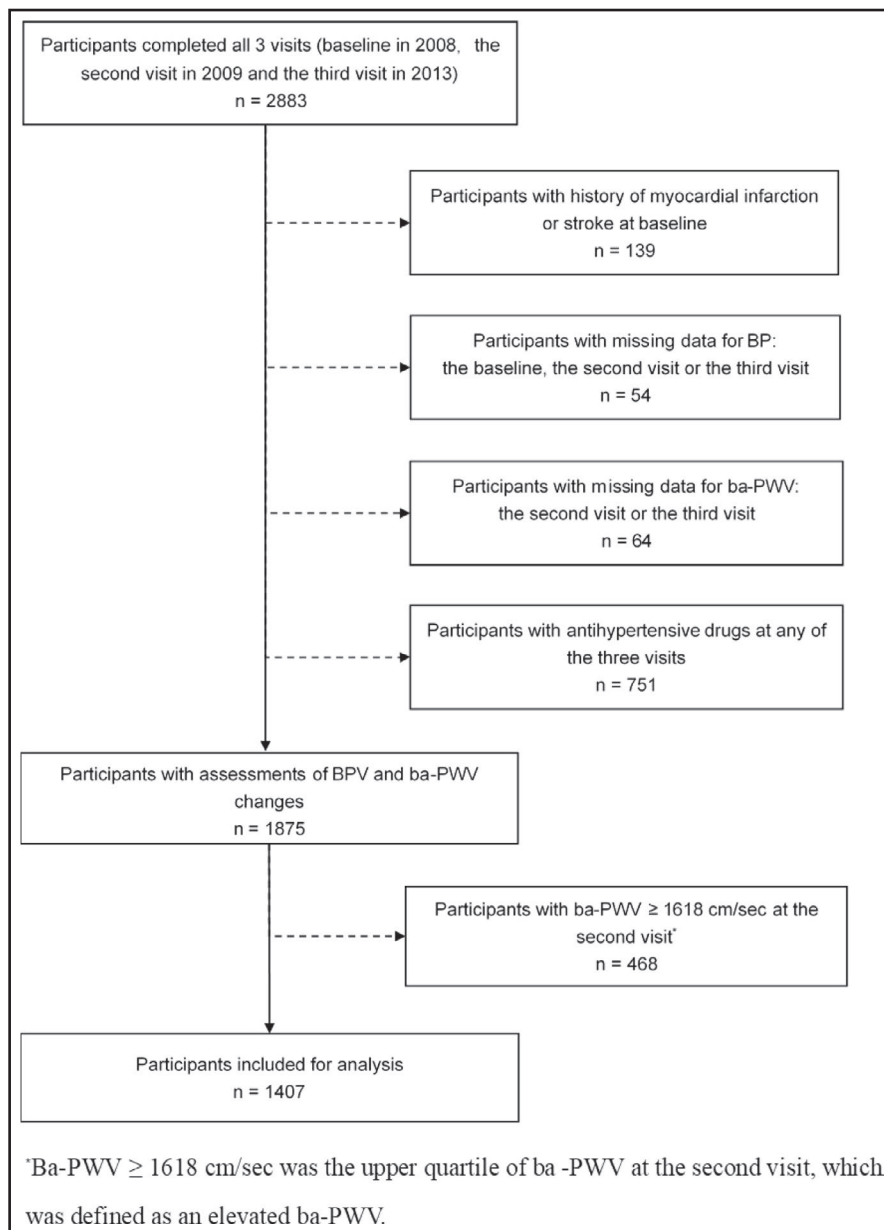 Participants completed all 3 visits (baseline in 2008, the
second visit in 2009 and the third visit in 2013)
n = 2883
Participants with history of myocardial infarction
or stroke at baseline
n = 139
Participants with missing data for BP:
the baseline, the second visit or the third visit
n = 54
Participants with missing data for ba-PWV:
the second visit or the third visit
n = 64
Participants with antihypertensive drugs at any of
the three visits
n = 751
Participants with assessments of BPV and ba-PWV
changes
n = 1875
Participants with ba-PWV ≥ 1618 cm/sec at the
second visit*
n = 468
Participants included for analysis
n = 1407
*Ba-PWV ≥ 1618 cm/sec was the upper quartile of ba -PWV at the second visit, which
was defined as an elevated ba-PWV.